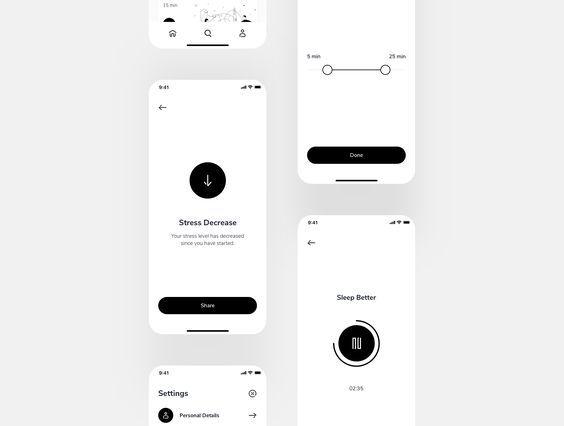 15 min
9:41
Stress Decrease
Your stress level has decreased
since you have started.
Share
9:41
Settings
Personal Details
5 min
25 min
Done
9:41
Sleep Better
02:35